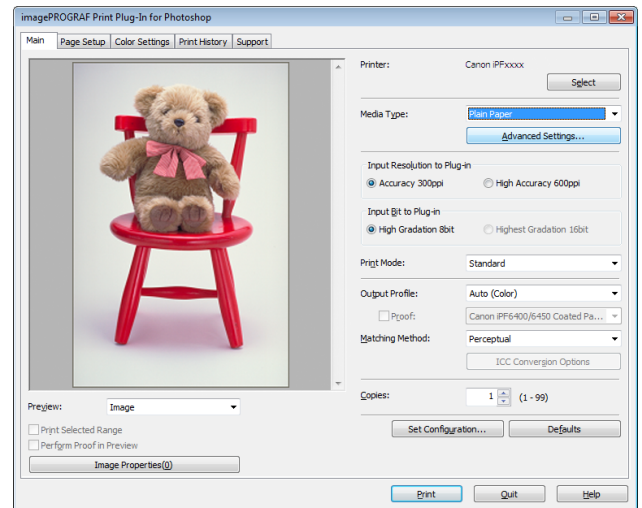 imagePROGRAF Print Plug-In for Photoshop
Main Page Setup Color Settings Print History Support
Printer: Canon iPFxxxx
Select
Media Type: Plain Paper
Advanced Settings...
Input Resolution to Plug-in
Accuracy 300ppi High Accuracy 600ppi
Input Bit to Plug-in
High Gradation 8bit Highest Gradation 16bit
Print Mode: Standard
Output Profile: Auto (Color)
Proof: Canon iPF6400/6450 Coated Pa...
Matching Method: Perceptual
ICC Conversion Options
Copies: 1 (1 - 99)
Preview: Image
Print Selected Range
Perform Proof in Preview
Image Properties(0)
Set Configuration... Defaults
Print Quit Help